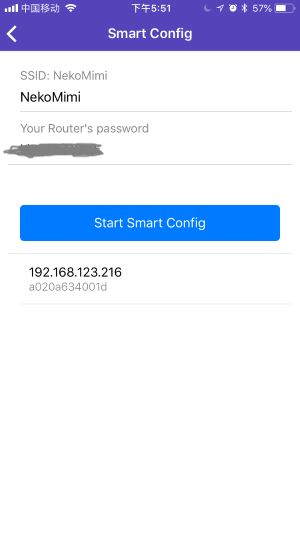 中国移动 下午5:51 57%
Smart Config
SSID: NekoMimi
NekoMimi
Your Router's password
Start Smart Config
192.168.123.216
a020a634001d